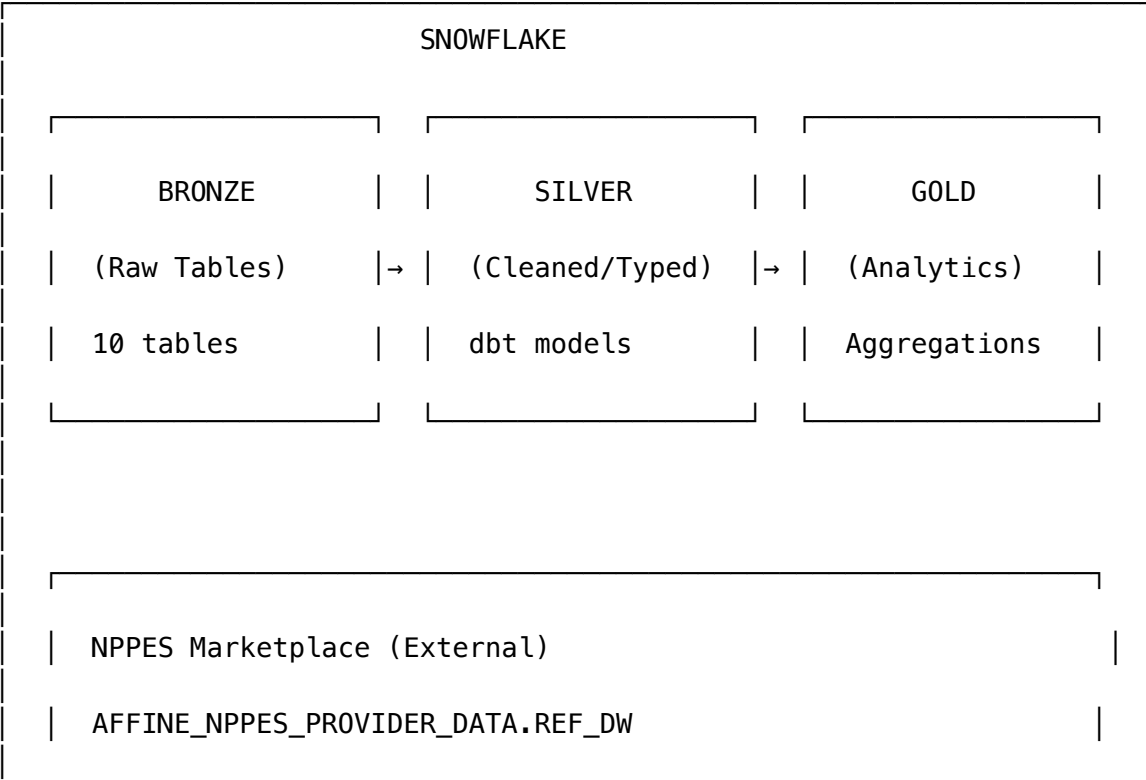 SNOWFLAKE
BRONZE SILVER GOLD
(Raw Tables) → (Cleaned/Typed) → (Analytics)
10 tables dbt models Aggregations
NPPES Marketplace (External)
AFFINE_NPPES_PROVIDER_DATA.REF_DW